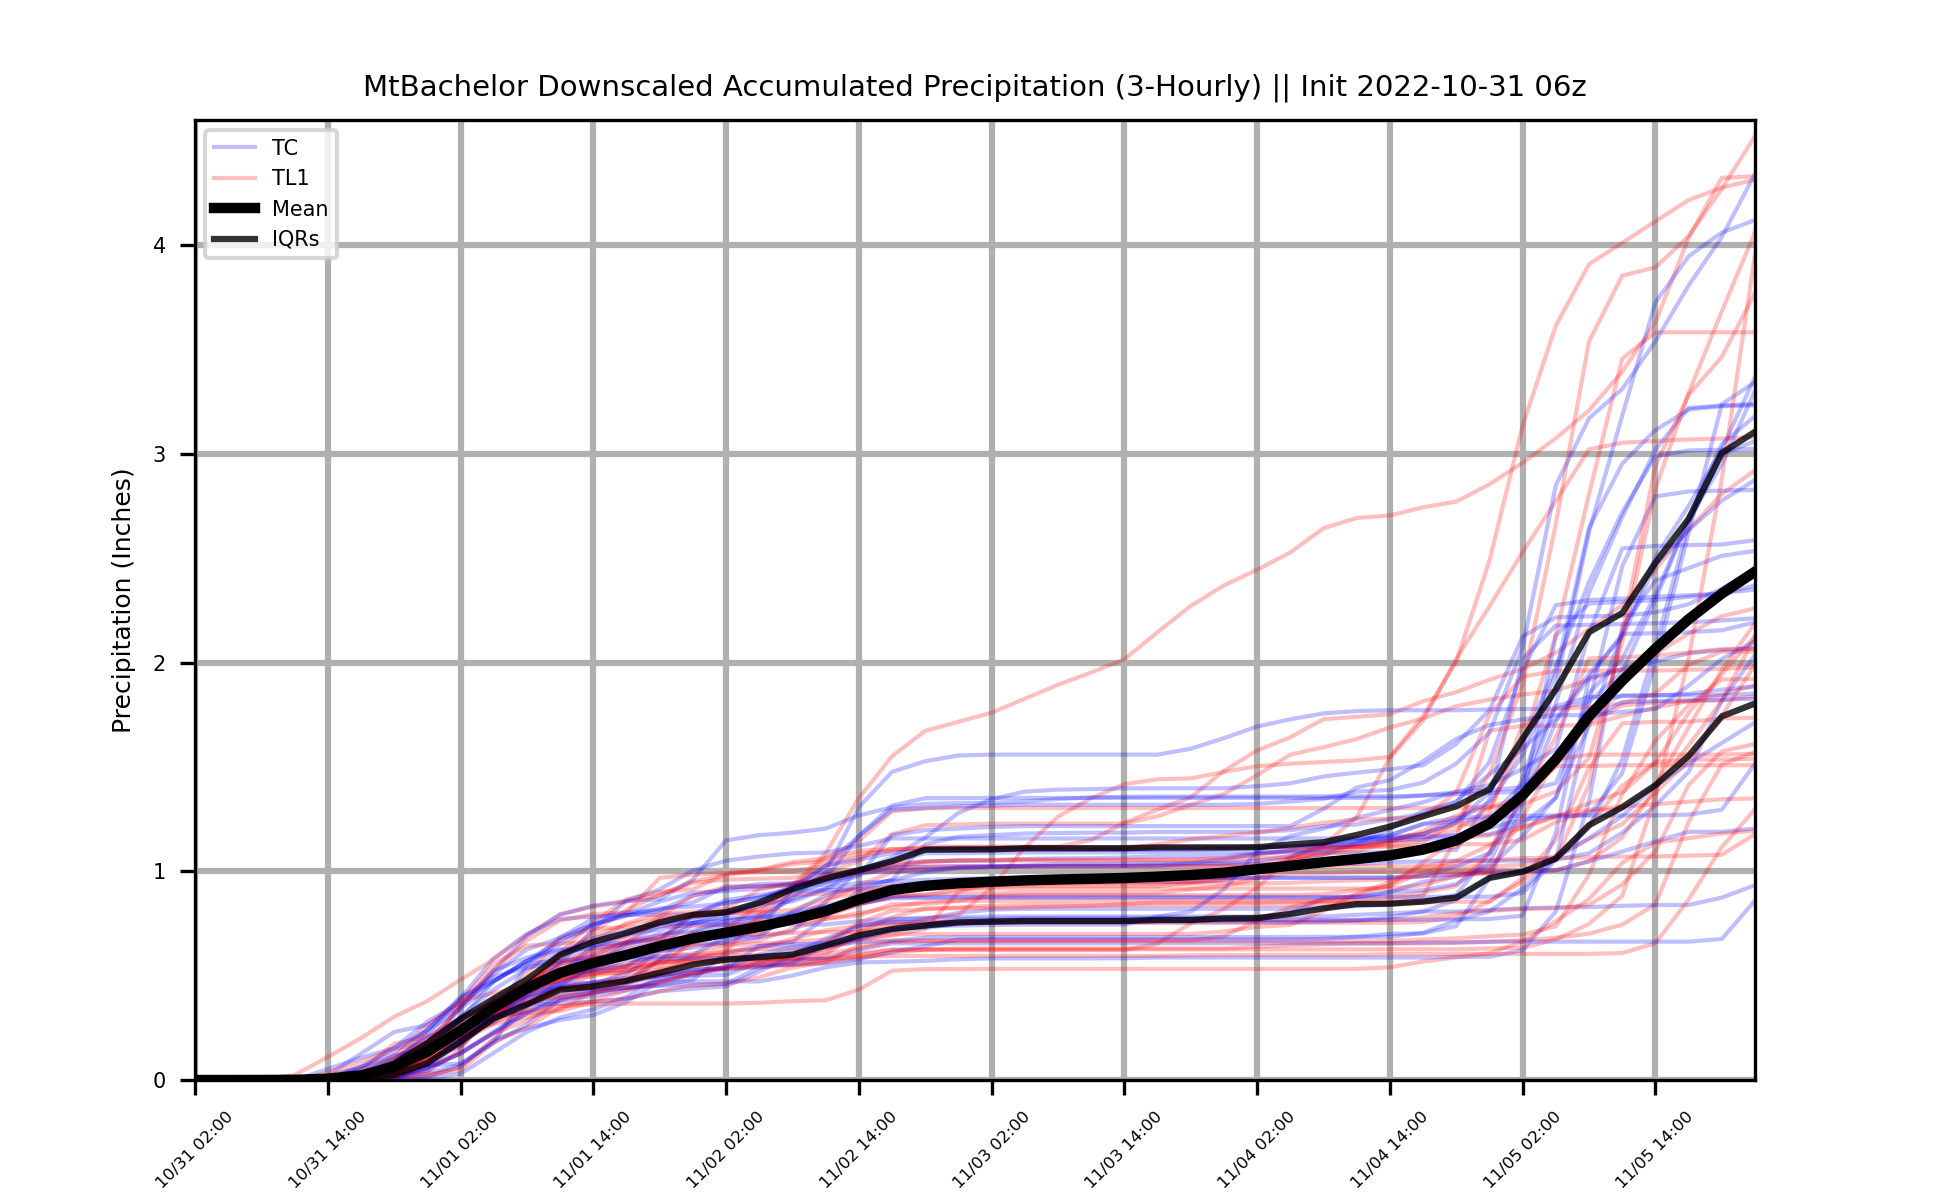 MtBachelor Downscaled Accumulated Precipitation (3-Hourly) || Init 2022-10-31 06z
TC
TL1
Mean
IQRs
Precipitation (Inches)
4
3
2
1
0
10/31 02:00
10/31 14:00
11/01 02:00
11/01 14:00
11/02 02:00
11/02 14:00
11/03 02:00
11/03 14:00
11/04 02:00
11/04 14:00
11/05 02:00
11/05 14:00